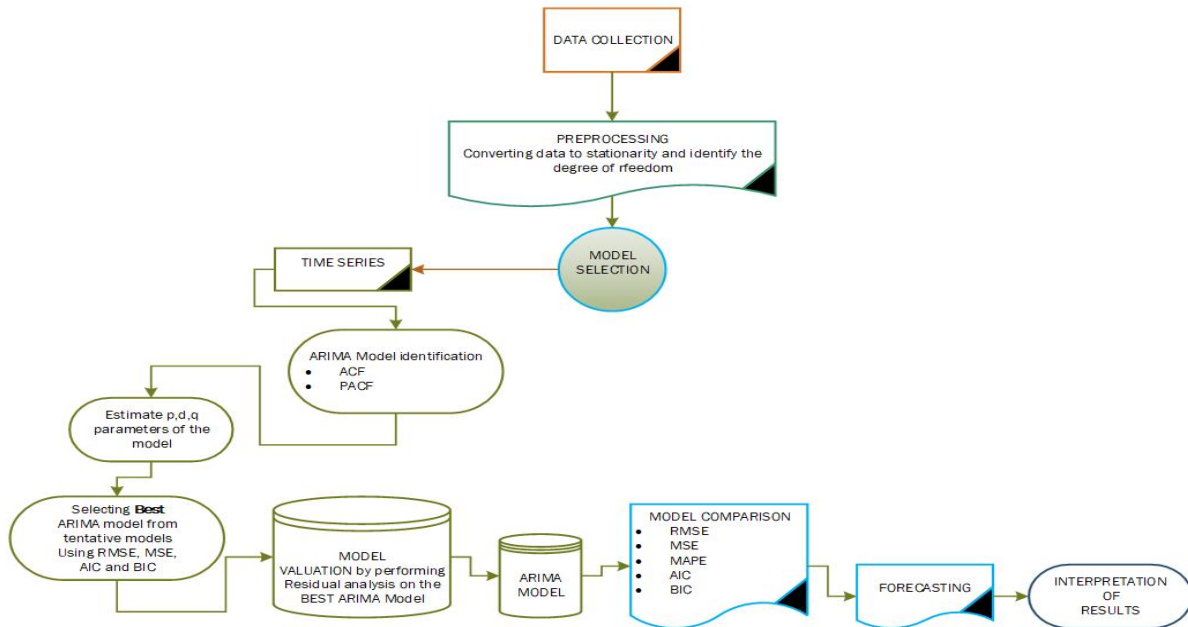 DATA COLLECTION
PREPROCESSING
Converting data to stationarity and identify the
degree of rfeedom
MODEL
SELECTION
TIME SERIES
ARIMA Model identification
• ACF
• PACF
Estimate p,d,q
parameters of the
model
Selecting Best
ARIMA model from
tentative models
Using RMSE, MSE,
AIC and BIC
MODEL
VALUATION by performing
Residual analysis on the
BEST ARIMA Model
ARIMA
MODEL
MODEL COMPARISON
• RMSE
• MSE
• MAPE
• AIC
• BIC
FORECASTING
INTERPRETATION
OF
RESULTS